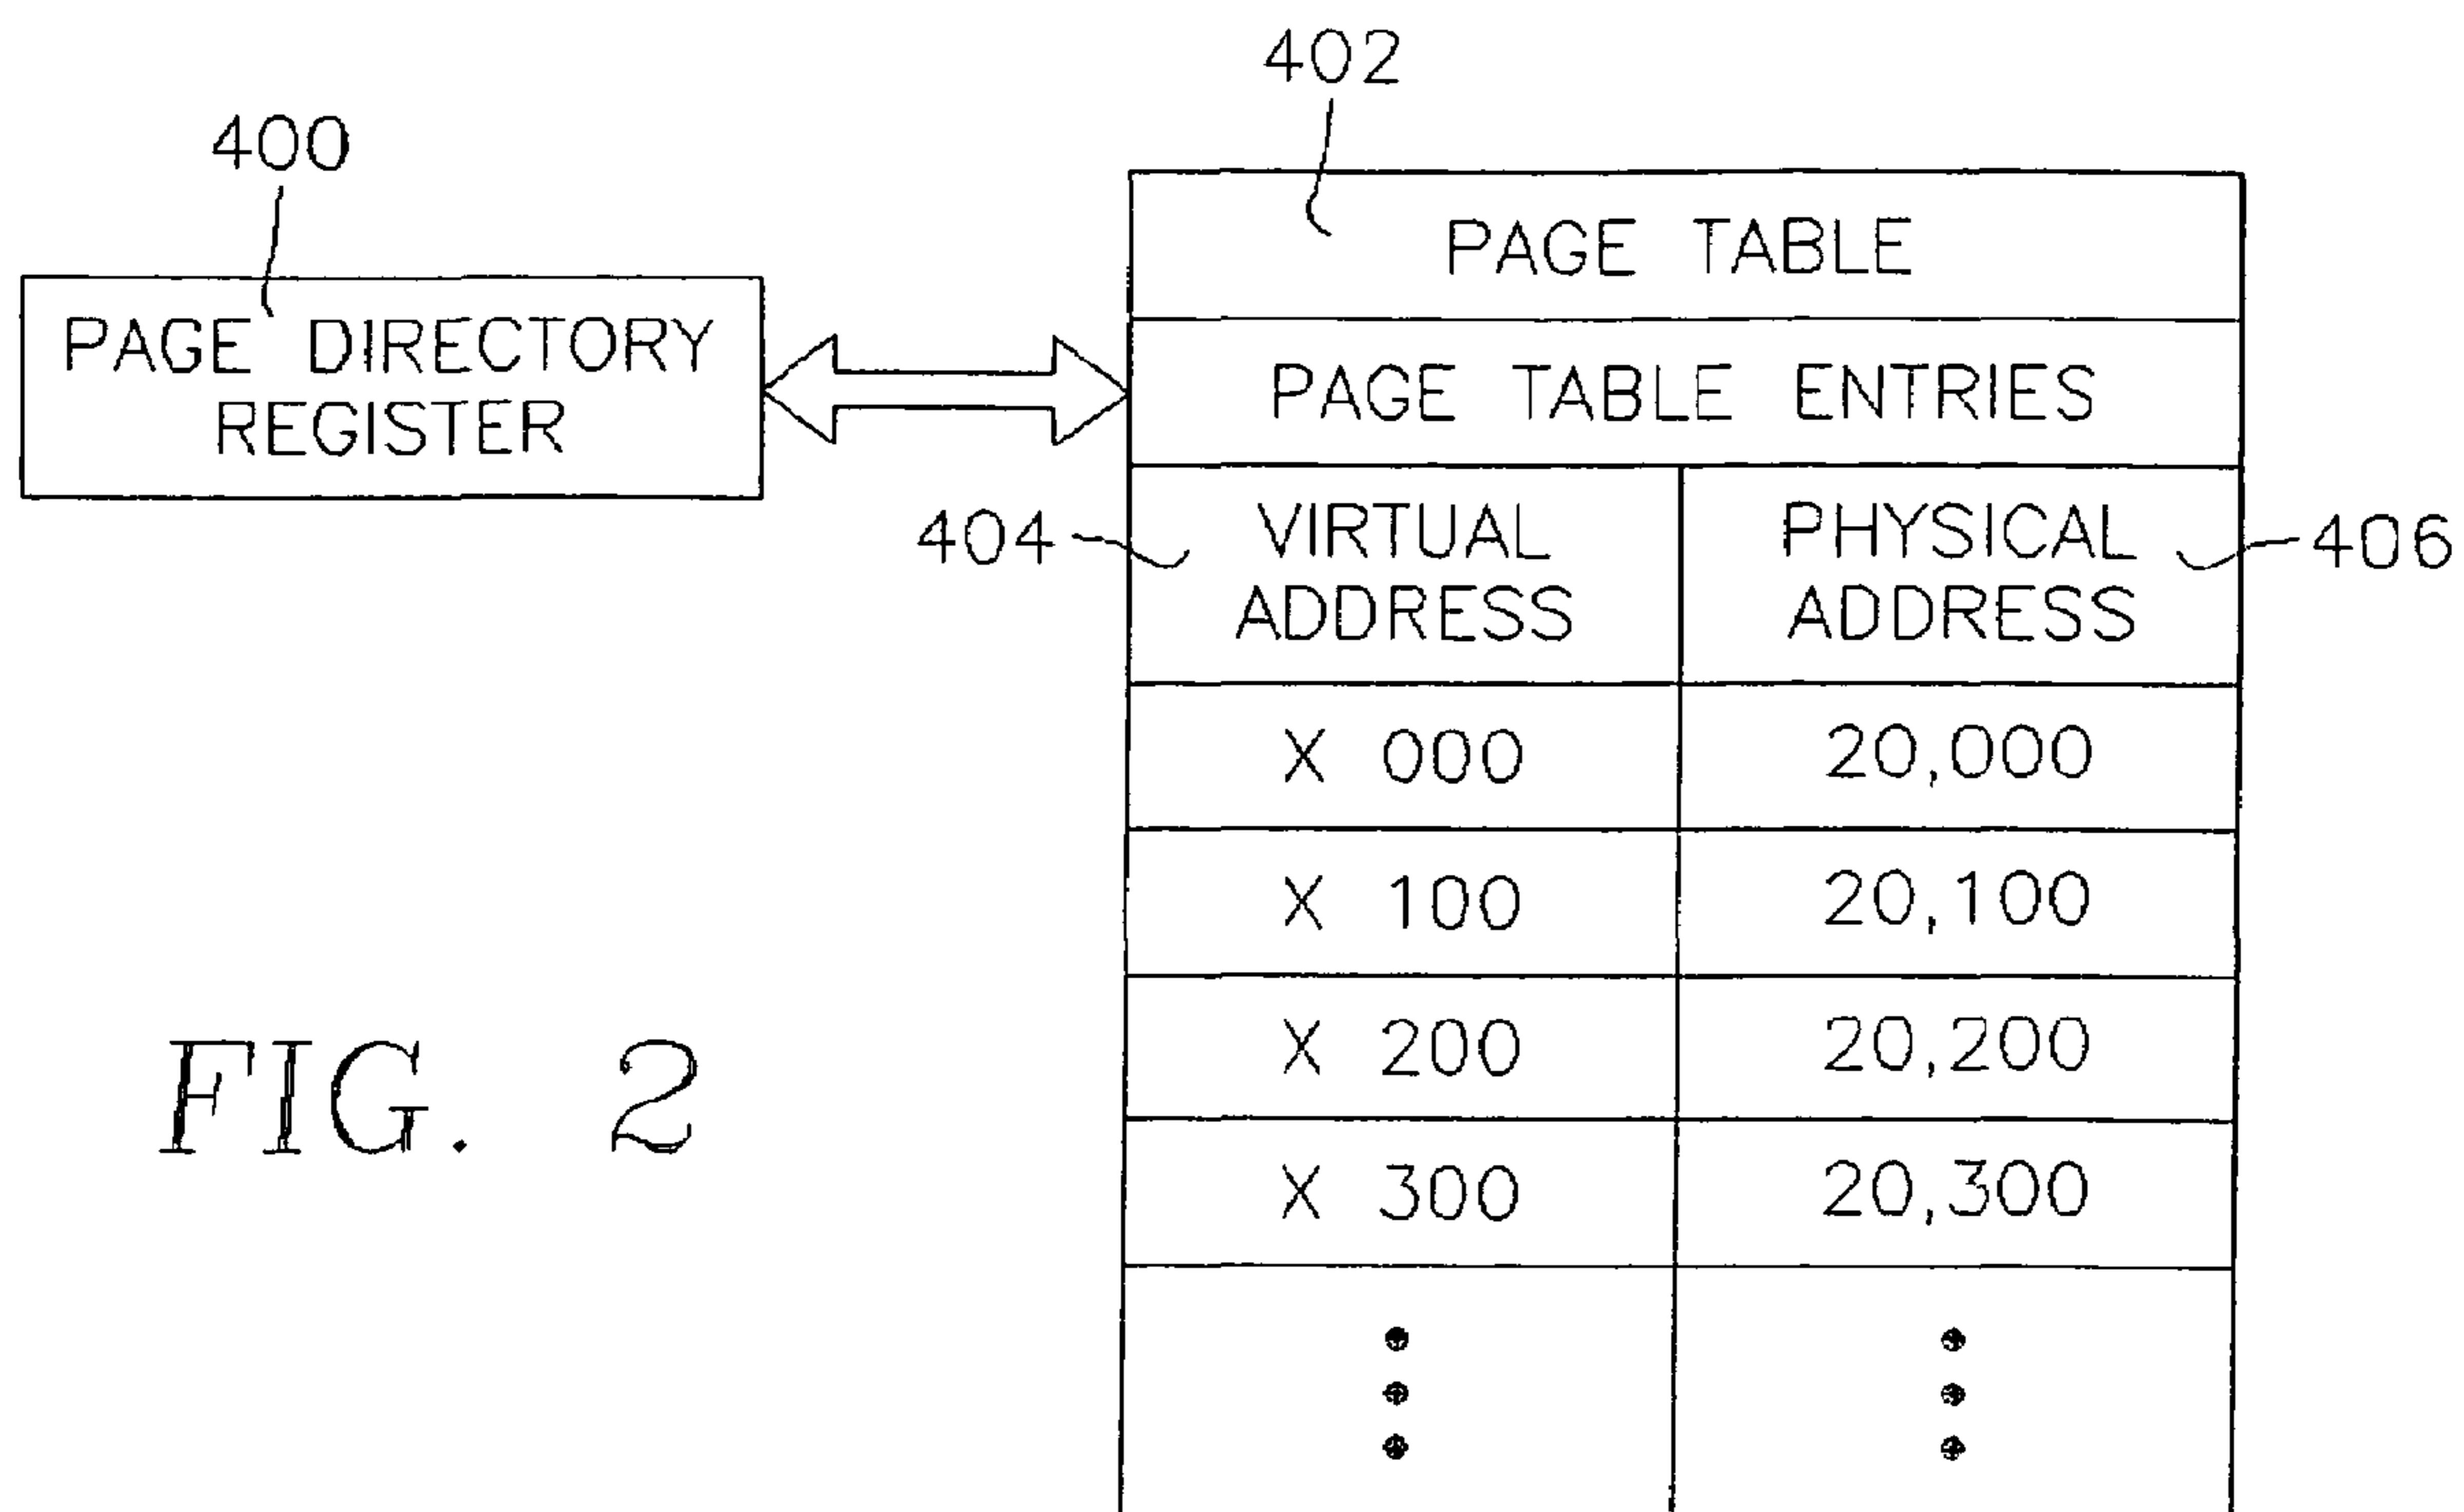 402
400
PAGE TABLE
PAGE DIRECTORY
REGISTER
PAGE TABLE ENTRIES
404
VIRTUAL
ADDRESS
PHYSICAL
ADDRESS
406
X 000 20,000
X 100 20,100
X 200 20,200
X 300 20,300
FIG. 2